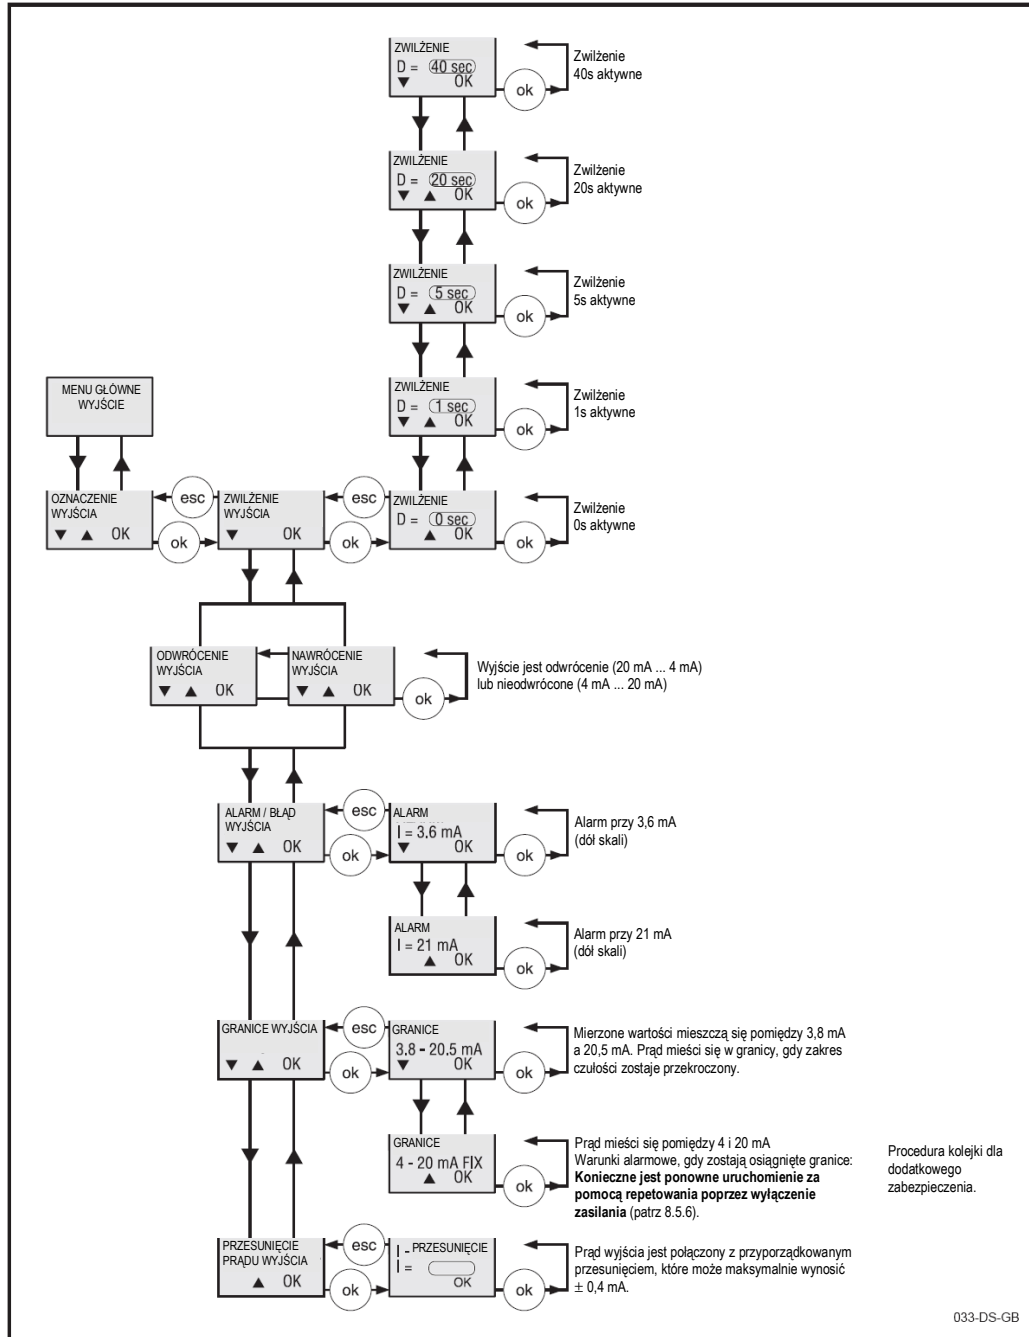 ZWILŻENIE
D = 40 sec
▼ OK
ok
Zwilżenie
40s aktywne
ZWILŻENIE
D = 20 sec
▼ ▲ OK
ok
Zwilżenie
20s aktywne
ZWILŻENIE
D = 5 sec
▼ ▲ OK
ok
Zwilżenie
5s aktywne
ZWILŻENIE
D = 1 sec
▼ ▲ OK
ok
Zwilżenie
1s aktywne
MENU GŁÓWNE
WYJŚCIE
OZNACZENIE
WYJŚCIA
▼ ▲ OK
esc
ok
ZWILŻENIE
WYJŚCIA
▼ OK
esc
ok
ZWILŻENIE
D = 0 sec
▲ OK
ok
Zwilżenie
0s aktywne
ODWRÓCENIE
WYJŚCIA
▼ ▲ OK
NAWRÓCENIE
WYJŚCIA
▼ ▲ OK
ok
Wyjście jest odwrócenie (20 mA ... 4 mA)
lub nieodwrócone (4 mA ... 20 mA)
ALARM / BŁĄD
WYJŚCIA
▼ ▲ OK
esc
ok
ALARM
I = 3,6 mA
▼ OK
ok
Alarm przy 3,6 mA
(dół skali)
ALARM
I = 21 mA
▲ OK
ok
Alarm przy 21 mA
(dół skali)
GRANICE WYJŚCIA
▼ ▲ OK
esc
ok
GRANICE
3.8 - 20.5 mA
▼ OK
ok
Mierzone wartości mieszczą się pomiędzy 3,8 mA
a 20,5 mA. Prąd mieści się w granicy, gdy zakres
czułości zostaje przekroczony.
GRANICE
4 - 20 mA FIX
▲ OK
ok
Prąd mieści się pomiędzy 4 i 20 mA
Warunki alarmowe, gdy zostają osiągnięte granice:
Konieczne jest ponowne uruchomienie za
pomocą repetowania poprzez wyłączenie
zasilania (patrz 8.5.6).
Procedura kolejki dla
dodatkowego
zabezpieczenia.
PRZESUNIĘCIE
PRĄDU WYJŚCIA
▲ OK
esc
ok
I - PRZESUNIĘCIE
I =
OK
ok
Prąd wyjścia jest połączony z przyporządkowanym
przesunięciem, które może maksymalnie wynosić
± 0,4 mA.
033-DS-GB